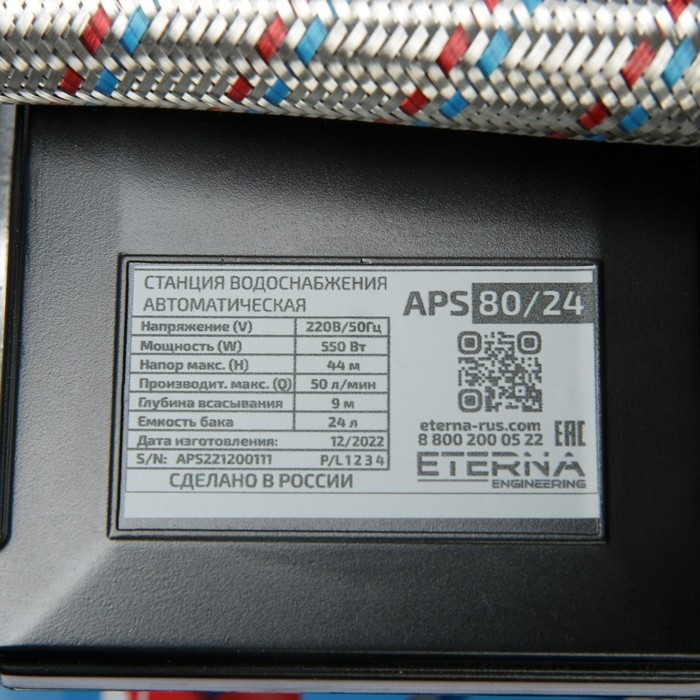 СТАНЦИЯ ВОДОСНАБЖЕНИЯ
АВТОМАТИЧЕСКАЯ
APS 80/24
Напряжение (V) 220В/50Гц
Мощность (W) 550 Вт
Напор макс. (H) 44 м
Производит. макс. (Q) 50 л/мин
Глубина всасывания 9 м
Емкость бака 24 л
Дата изготовления: 12/2022
S/N: APS221200111 P/L1234
СДЕЛАНО В РОССИИ
eterna-rus.com
8 800 200 05 22 EAC
ETERNA
ENGINEERING